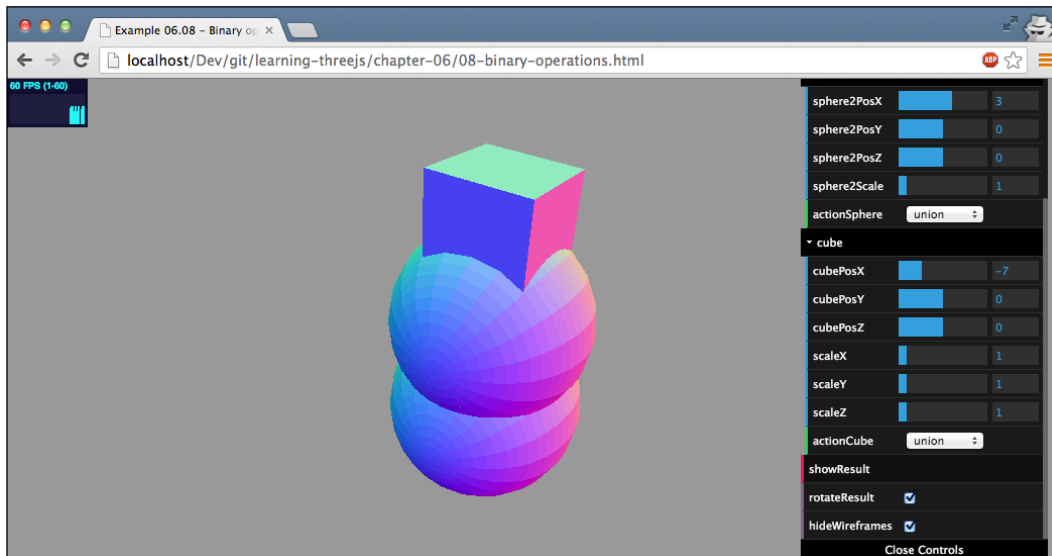 Example 06.08 – Binary op
localhost/Dev/git/learning-threejs/chapter-06/08-binary-operations.html
ABP
60 FPS (1-60)
sphere2PosX 3
sphere2PosY 0
sphere2PosZ 0
sphere2Scale 1
actionSphere union
cube
cubePosX -7
cubePosY 0
cubePosZ 0
scaleX 1
scaleY 1
scaleZ 1
actionCube union
showResult
rotateResult
hideWireframes
Close Controls